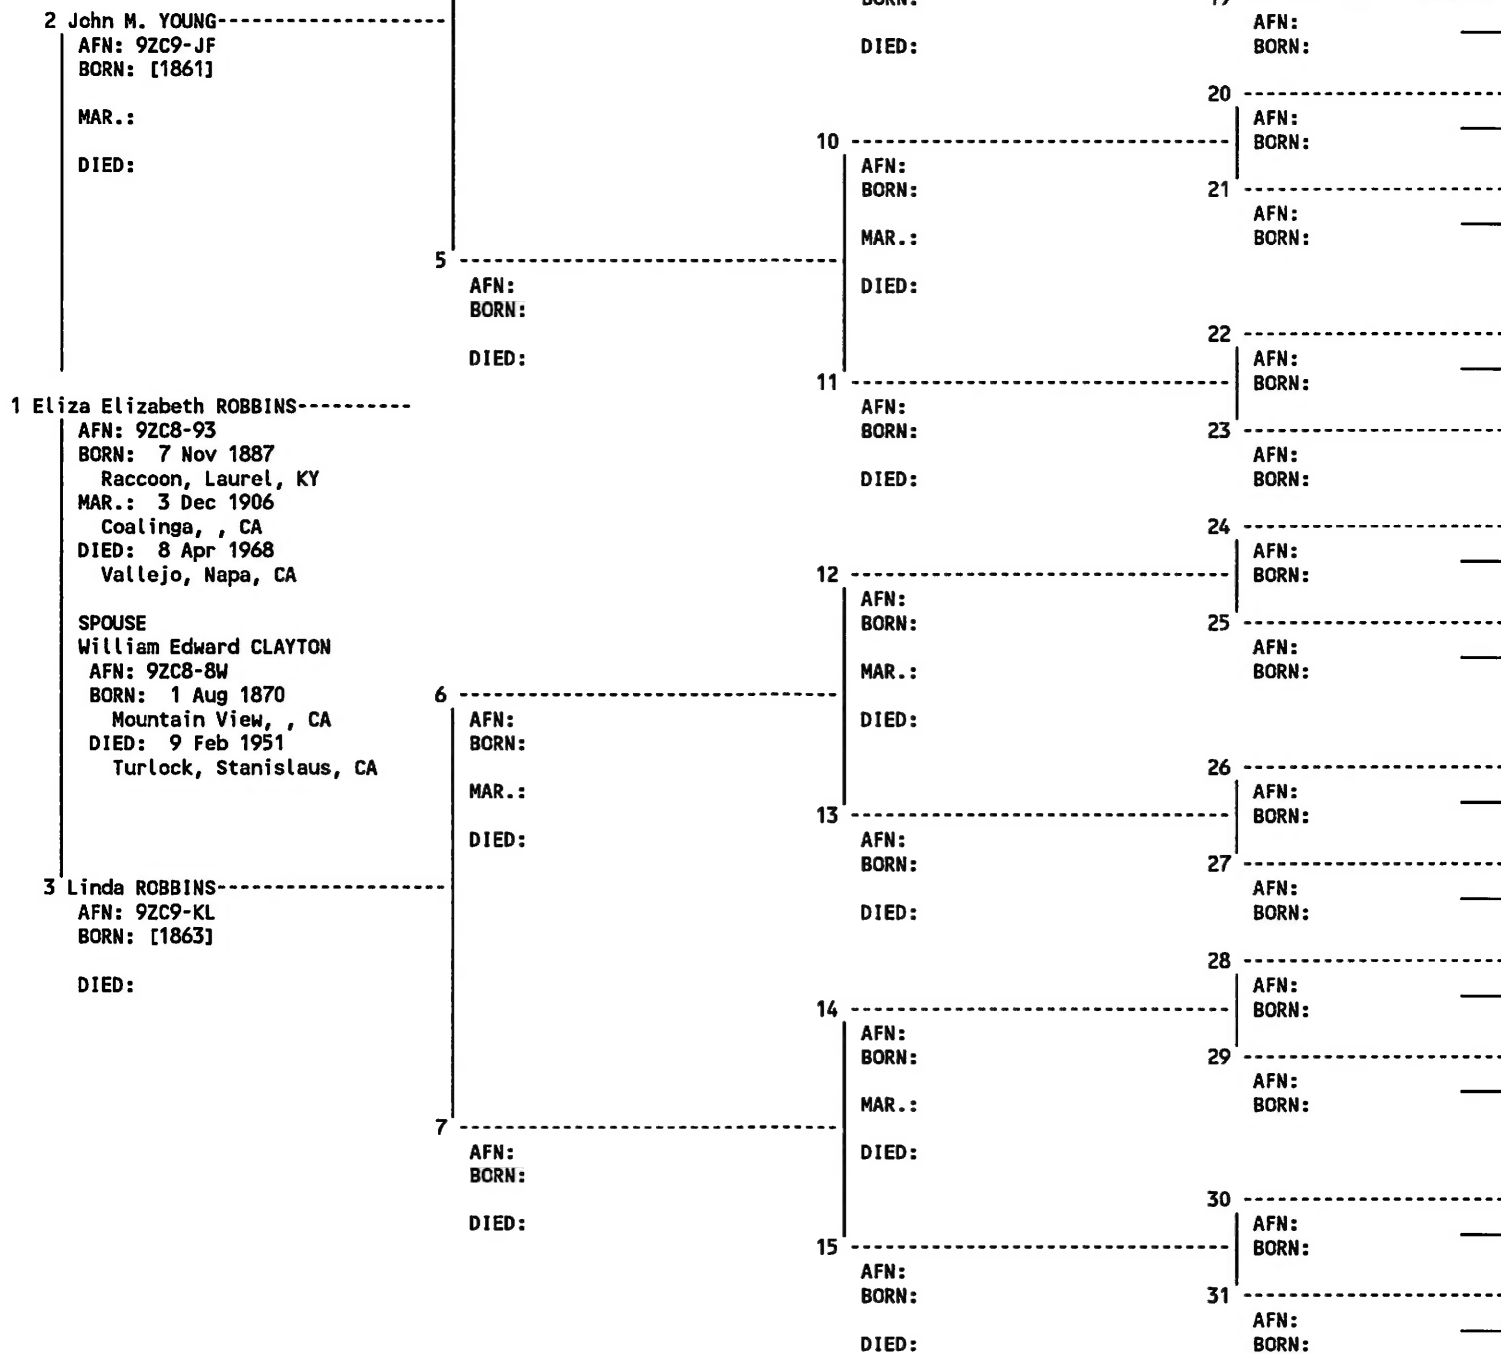 2 John M. YOUNG--------------------
AFN: 9ZC9-JF
BORN: [1861]
MAR.:
DIED:
1 Eliza Elizabeth ROBBINS----------
AFN: 9ZC8-93
BORN: 7 Nov 1887
Raccoon, Laurel, KY
MAR.: 3 Dec 1906
Coalinga, , CA
DIED: 8 Apr 1968
Vallejo, Napa, CA
SPOUSE
William Edward CLAYTON
AFN: 9ZC8-8W
BORN: 1 Aug 1870
Mountain View, , CA
DIED: 9 Feb 1951
Turlock, Stanislaus, CA
3 Linda ROBBINS--------------------
AFN: 9ZC9-KL
BORN: [1863]
DIED:
5
AFN:
BORN:
DIED:
6
AFN:
BORN:
MAR.:
DIED:
7
AFN:
BORN:
DIED:
BORN:
DIED:
10
AFN:
BORN:
MAR.:
DIED:
11
AFN:
BORN:
DIED:
12
AFN:
BORN:
MAR.:
DIED:
13
AFN:
BORN:
DIED:
14
AFN:
BORN:
MAR.:
DIED:
15
AFN:
BORN:
DIED:
19
AFN:
BORN:
20
AFN:
BORN:
21
AFN:
BORN:
22
AFN:
BORN:
23
AFN:
BORN:
24
AFN:
BORN:
25
AFN:
BORN:
26
AFN:
BORN:
27
AFN:
BORN:
28
AFN:
BORN:
29
AFN:
BORN:
30
AFN:
BORN:
31
AFN:
BORN: